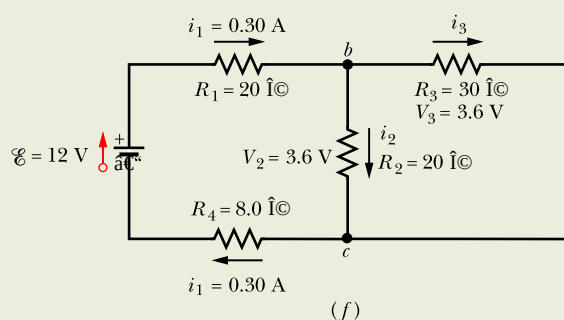 i₁ = 0.30 A
i₃
b
R₁ = 20 Î©
R₃ = 30 Î©
V₃ = 3.6 V
+
ℰ = 12 V
â€“
i₂
V₂ = 3.6 V
R₂ = 20 Î©
R₄ = 8.0 Î©
c
i₁ = 0.30 A
(f)